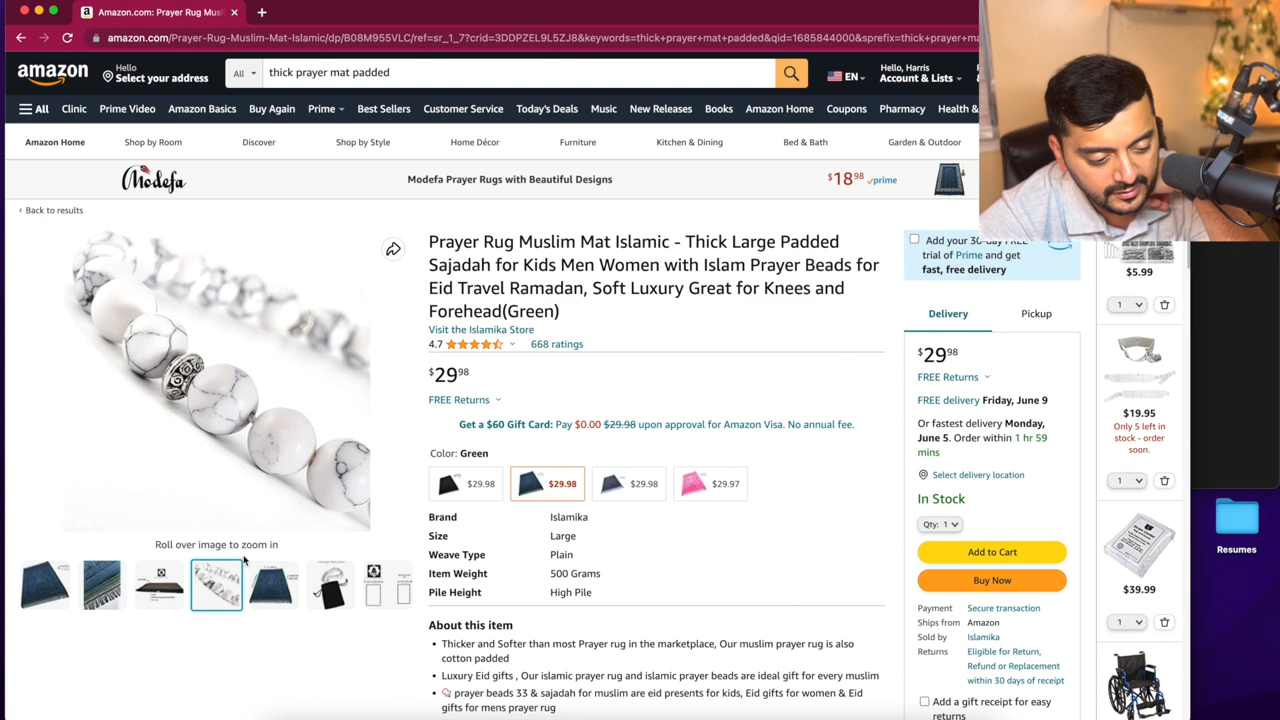 Amazon.com: Prayer Rug Mus
amazon.com/Prayer-Rug-Muslim-Mat-Islamic/dp/B08M955VLC/ref=sr_1_7?crid=3DDPZEL9L5ZJ8&keywords=thick+prayer+mat+padded&qid=1685844000&sprefix=thick+prayer+ma
amazon
Hello
Select your address
All
thick prayer mat padded
EN
Hello, Harris
Account & Lists
All
Clinic
Prime Video
Amazon Basics
Buy Again
Prime
Best Sellers
Customer Service
Today's Deals
Music
New Releases
Books
Amazon Home
Coupons
Pharmacy
Health &
Amazon Home
Shop by Room
Discover
Shop by Style
Home Décor
Furniture
Kitchen & Dining
Bed & Bath
Garden & Outdoor
Modefa
Modefa Prayer Rugs with Beautiful Designs
$18 98 prime
‹ Back to results
Prayer Rug Muslim Mat Islamic - Thick Large Padded
Sajadah for Kids Men Women with Islam Prayer Beads for
Eid Travel Ramadan, Soft Luxury Great for Knees and
Forehead(Green)
Visit the Islamika Store
4.7
668 ratings
$29 98
FREE Returns
Get a $60 Gift Card: Pay $0.00 $29.98 upon approval for Amazon Visa. No annual fee.
Color: Green
$29.98
$29.98
$29.98
$29.97
Brand Islamika
Size Large
Weave Type Plain
Item Weight 500 Grams
Pile Height High Pile
About this item
• Thicker and Softer than most Prayer rug in the marketplace, Our muslim prayer rug is also
cotton padded
• Luxury Eid gifts , Our islamic prayer rug and islamic prayer beads are ideal gift for every muslim
• prayer beads 33 & sajadah for muslim are eid presents for kids, Eid gifts for women & Eid
gifts for mens prayer rug
Roll over image to zoom in
Add your 30-day FREE
trial of Prime and get
fast, free delivery
Delivery
Pickup
$29 98
FREE Returns
FREE delivery Friday, June 9
Or fastest delivery Monday,
June 5. Order within 1 hr 59
mins
Select delivery location
In Stock
Qty: 1
Add to Cart
Buy Now
Payment Secure transaction
Ships from Amazon
Sold by Islamika
Returns Eligible for Return,
Refund or Replacement
within 30 days of receipt
Add a gift receipt for easy
returns
$5.99
1
$19.95
Only 5 left in
stock - order
soon.
1
$39.99
1
Resumes